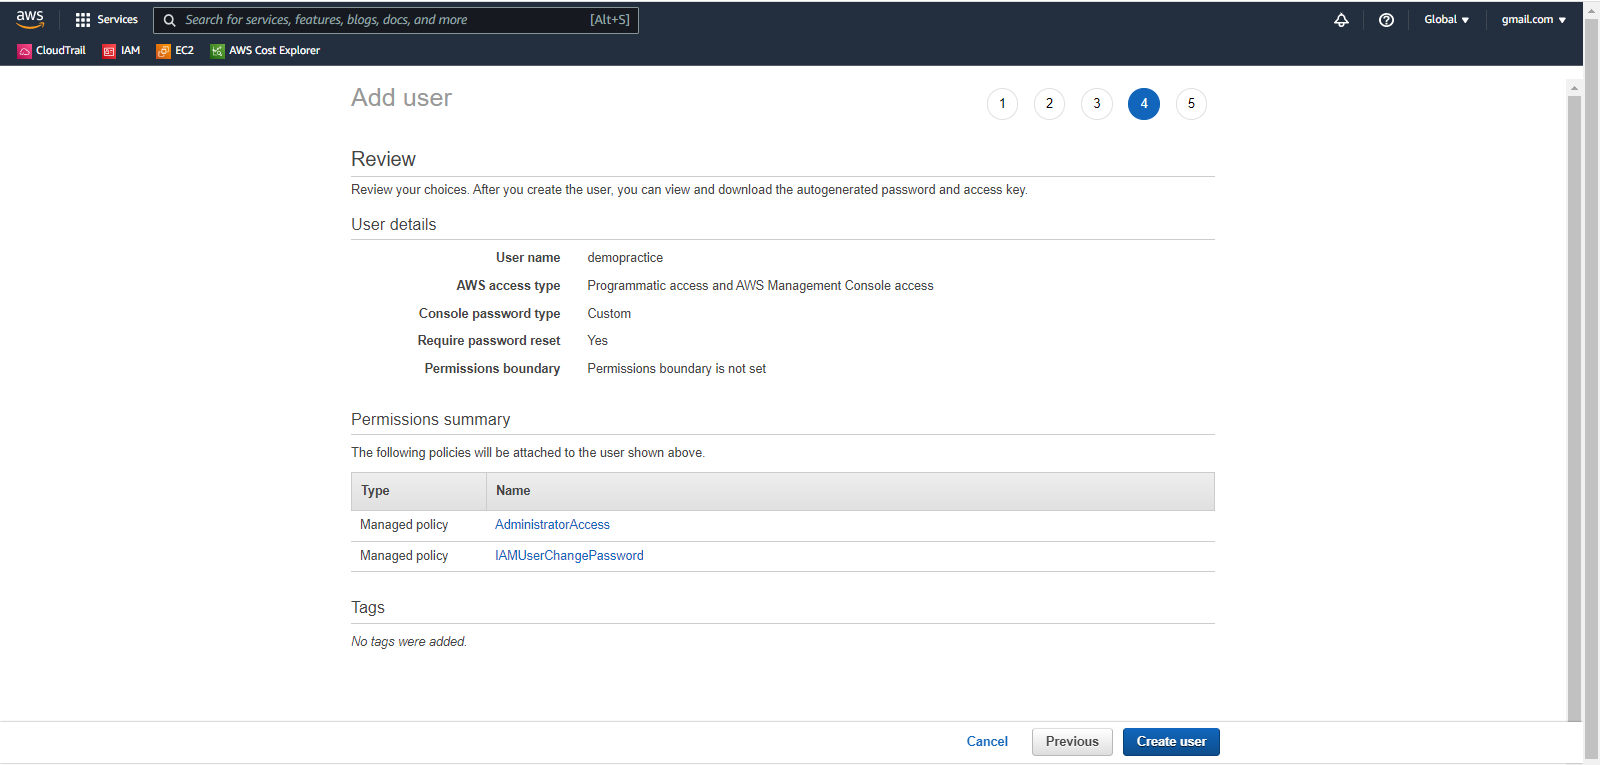 aws Services Search for services, features, blogs, docs, and more [Alt+S] Global ▼ gmail.com ▼
CloudTrail IAM EC2 AWS Cost Explorer
Add user 1 2 3 4 5
Review
Review your choices. After you create the user, you can view and download the autogenerated password and access key.
User details
User name demopractice
AWS access type Programmatic access and AWS Management Console access
Console password type Custom
Require password reset Yes
Permissions boundary Permissions boundary is not set
Permissions summary
The following policies will be attached to the user shown above.
Type Name
Managed policy AdministratorAccess
Managed policy IAMUserChangePassword
Tags
No tags were added.
Cancel Previous Create user